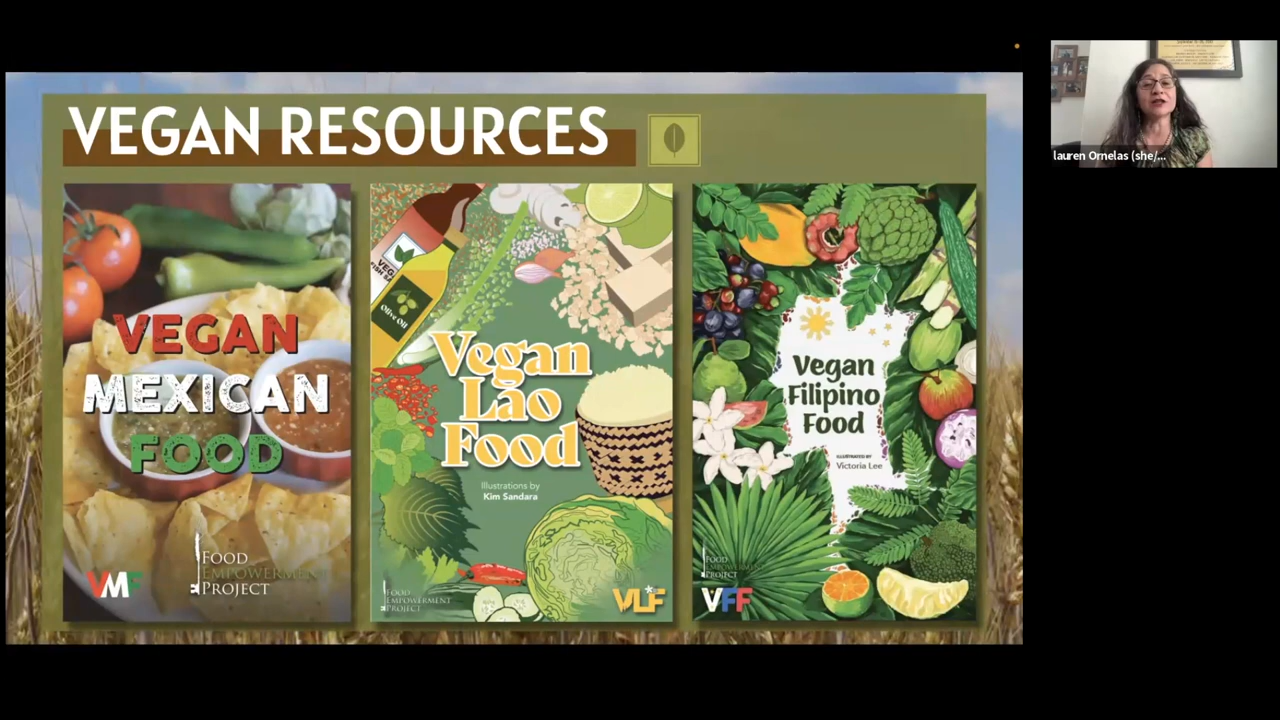 VEGAN RESOURCES
VEGAN
MEXICAN
FOOD
VMF
FOOD
EMPOWERMENT
PROJECT
Olive Oil
Vegan
Lao
Food
Illustrations by
Kim Sandara
FOOD
EMPOWERMENT
PROJECT
VLF
Vegan
Filipino
Food
ILLUSTRATED BY
Victoria Lee
FOOD
EMPOWERMENT
PROJECT
VFF
lauren Ornelas (she/...